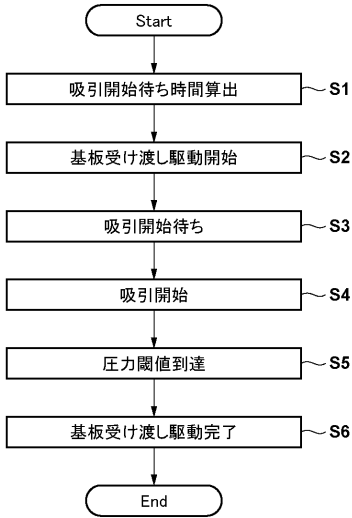 Start
吸引開始待ち時間算出 S1
基板受け渡し駆動開始 S2
吸引開始待ち S3
吸引開始 S4
圧力閾値到達 S5
基板受け渡し駆動完了 S6
End